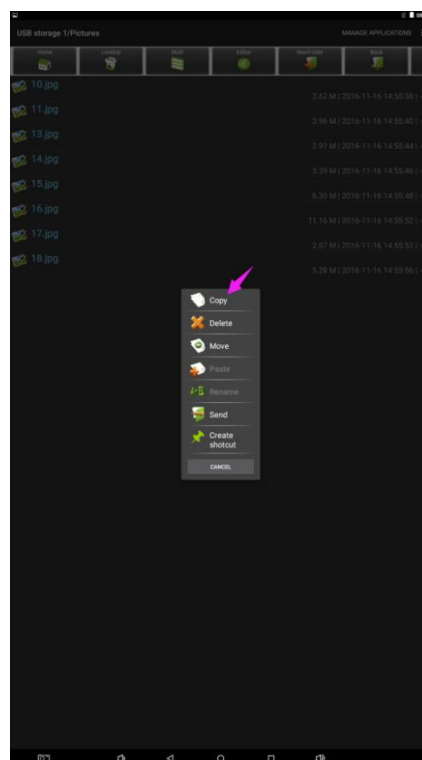 USB storage 1/Pictures MANAGE APPLICATIONS
Home LevelUp Multi Editor NewFolder Back
10.jpg
3.62 M | 2016-11-16 14:55:38 | -
11.jpg
3.96 M | 2016-11-16 14:55:40 | -
13.jpg
2.91 M | 2016-11-16 14:55:44 | -
14.jpg
3.39 M | 2016-11-16 14:55:46 | -
15.jpg
6.30 M | 2016-11-16 14:55:48 | -
16.jpg
11.16 M | 2016-11-16 14:55:52 | -
17.jpg
2.67 M | 2016-11-16 14:55:52 | -
18.jpg
5.28 M | 2016-11-16 14:55:56 | -
Copy
Delete
Move
Paste
Rename
Send
Create
shotcut
CANCEL